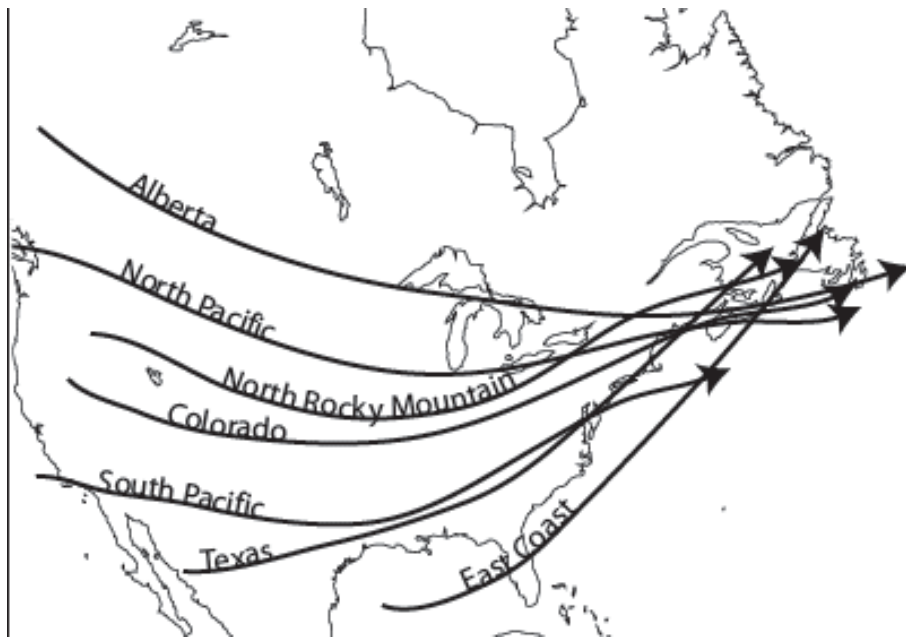 Alberta
North Pacific
North Rocky Mountain
Colorado
South Pacific
Texas
East Coast